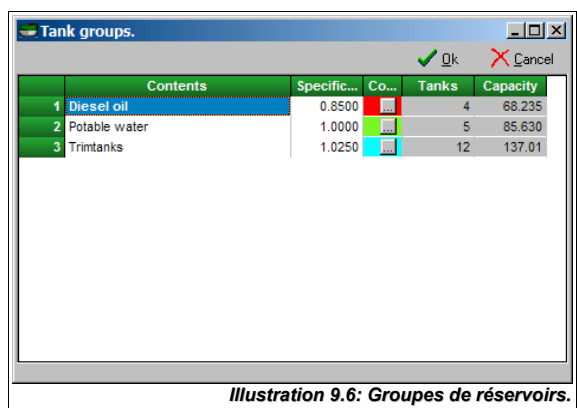 Tank groups.
Ok Cancel
Contents Specific... Co... Tanks Capacity
1 Diesel oil 0.8500 ... 4 68.235
2 Potable water 1.0000 ... 5 85.630
3 Trimtanks 1.0250 ... 12 137.01
Illustration 9.6: Groupes de réservoirs.